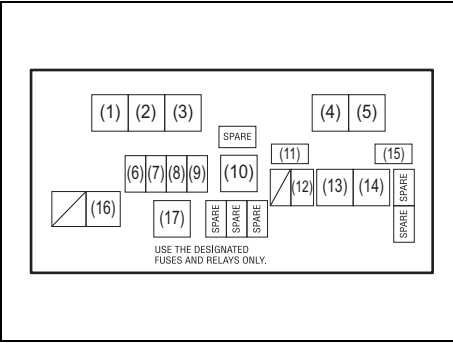 (1) (2) (3) (4) (5)
SPARE
(11) (15)
(6) (7) (8) (9) (10) (12) (13) (14) SPARE
(16) (17) SPARE SPARE SPARE SPARE
USE THE DESIGNATED
FUSES AND RELAYS ONLY.